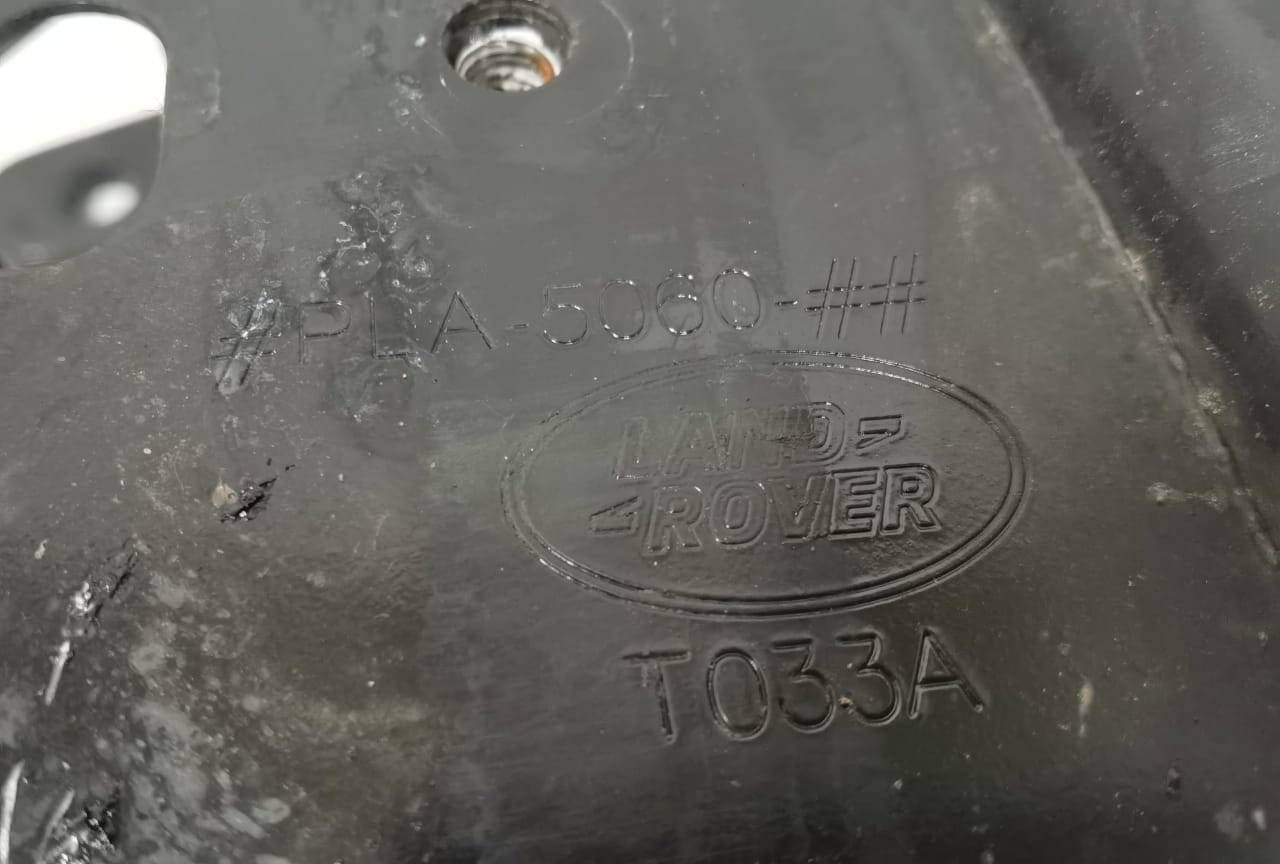 #PLA-5060-##
LAND
ROVER
T033A